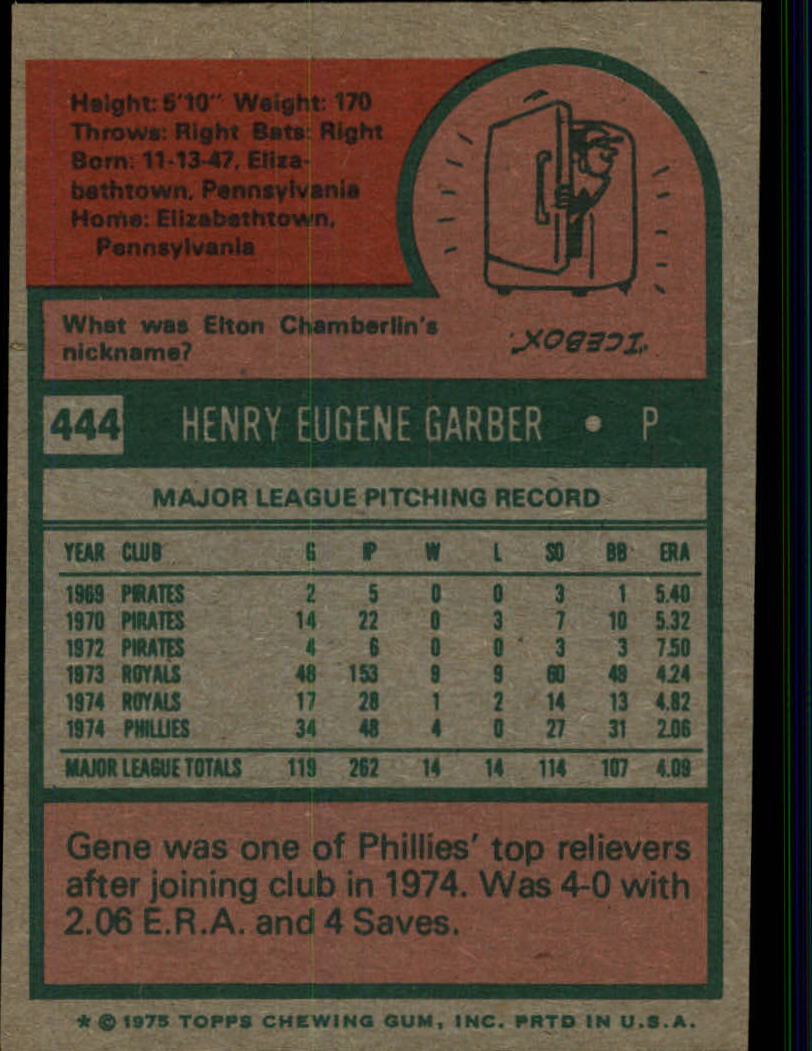 Height: 5'10" Weight: 170
Throws: Right Bats: Right
Born: 11-13-47, Eliza-
bethtown, Pennsylvania
Home: Elizabethtown,
Pennsylvania
What was Elton Chamberlin's
nickname?
"ICEBOX."
444 HENRY EUGENE GARBER • P
MAJOR LEAGUE PITCHING RECORD
YEAR CLUB G IP W L SO BB ERA
1969 PIRATES 2 5 0 0 3 1 5.40
1970 PIRATES 14 22 0 3 7 10 5.32
1972 PIRATES 4 6 0 0 3 3 7.50
1973 ROYALS 48 153 9 9 60 49 4.24
1974 ROYALS 17 28 1 2 14 13 4.82
1974 PHILLIES 34 48 4 0 27 31 2.06
MAJOR LEAGUE TOTALS 119 262 14 14 114 107 4.09
Gene was one of Phillies' top relievers
after joining club in 1974. Was 4-0 with
2.06 E.R.A. and 4 Saves.
* © 1975 TOPPS CHEWING GUM, INC. PRTD IN U.S.A.